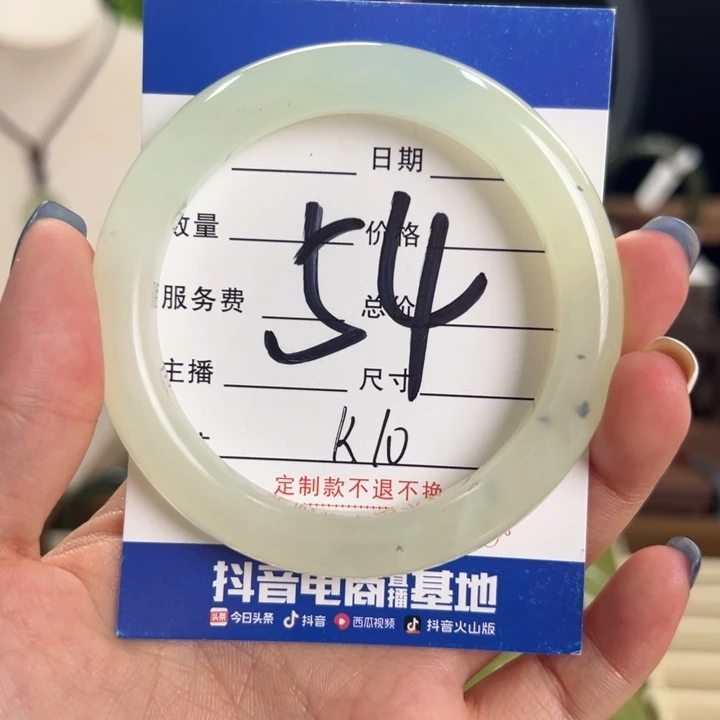 日期
数量 价格
54
服务费 总价
主播 尺寸
K10
定制款不退不换
抖音电商直播基地
头条 今日头条 抖音 西瓜视频 抖音火山版